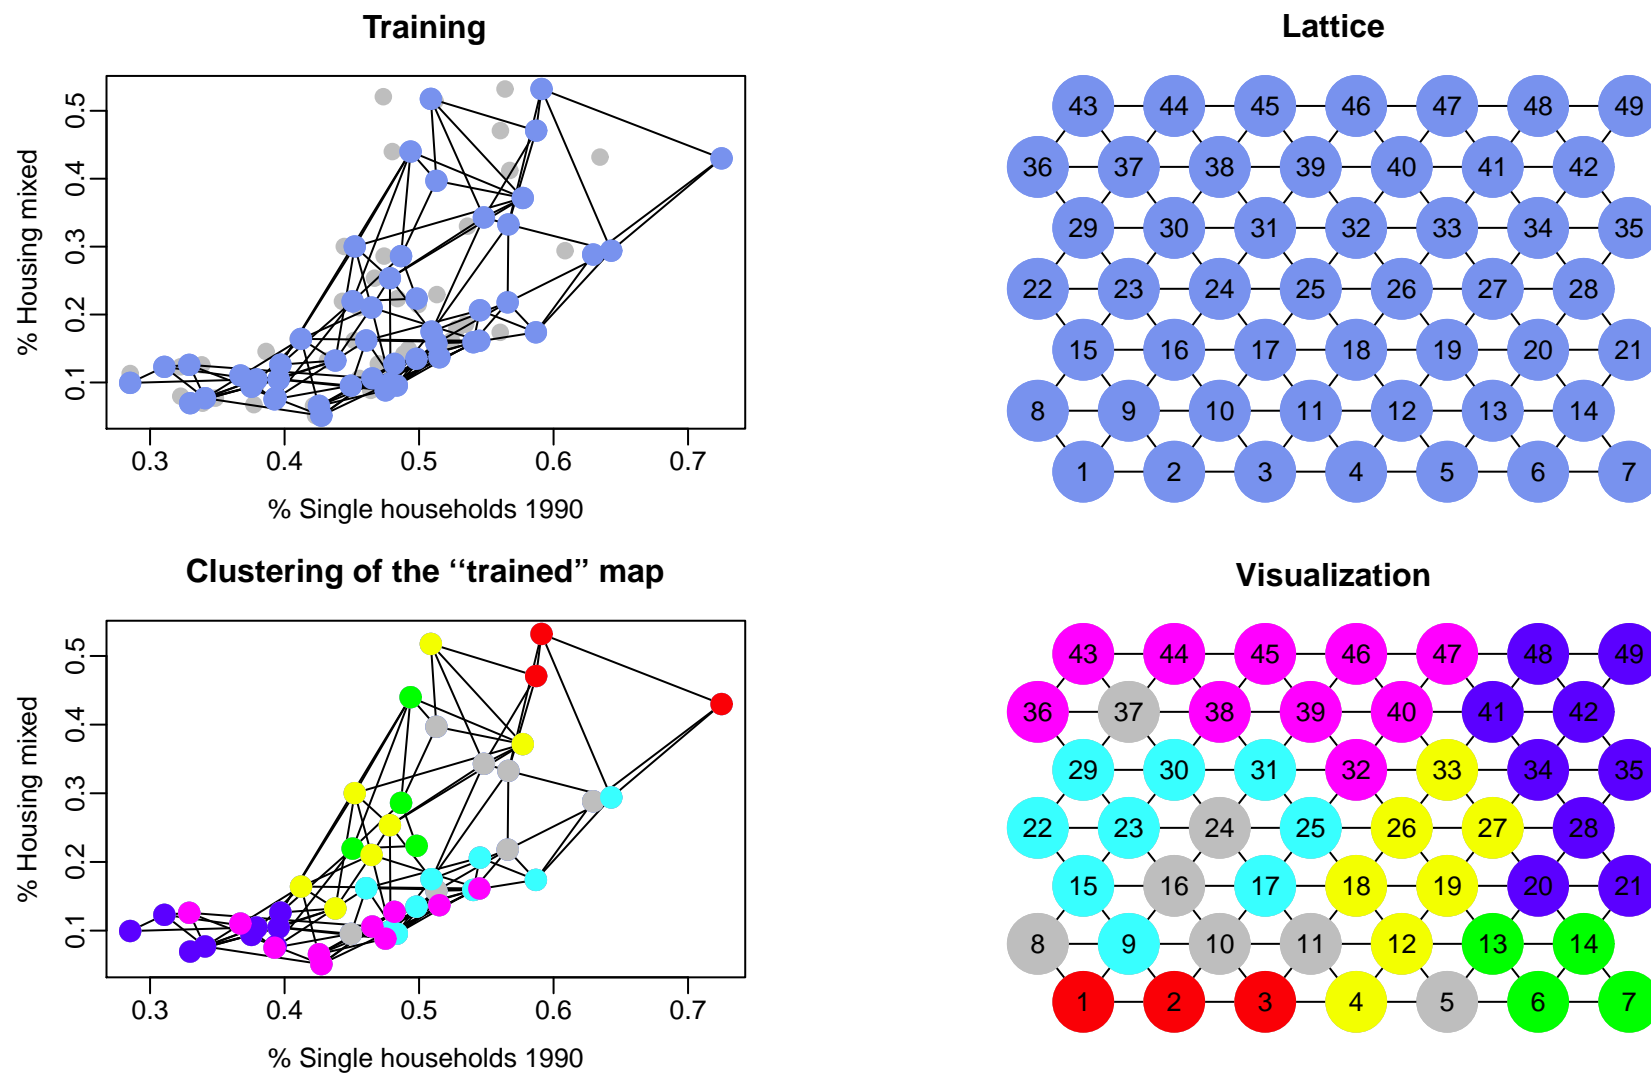 Training
% Housing mixed
0.5
0.4
0.3
0.2
0.1
0.3 0.4 0.5 0.6 0.7
% Single households 1990
Lattice
43 44 45 46 47 48 49
36 37 38 39 40 41 42
29 30 31 32 33 34 35
22 23 24 25 26 27 28
15 16 17 18 19 20 21
8 9 10 11 12 13 14
1 2 3 4 5 6 7
Clustering of the ‘‘trained’’ map
% Housing mixed
0.5
0.4
0.3
0.2
0.1
0.3 0.4 0.5 0.6 0.7
% Single households 1990
Visualization
43 44 45 46 47 48 49
36 37 38 39 40 41 42
29 30 31 32 33 34 35
22 23 24 25 26 27 28
15 16 17 18 19 20 21
8 9 10 11 12 13 14
1 2 3 4 5 6 7